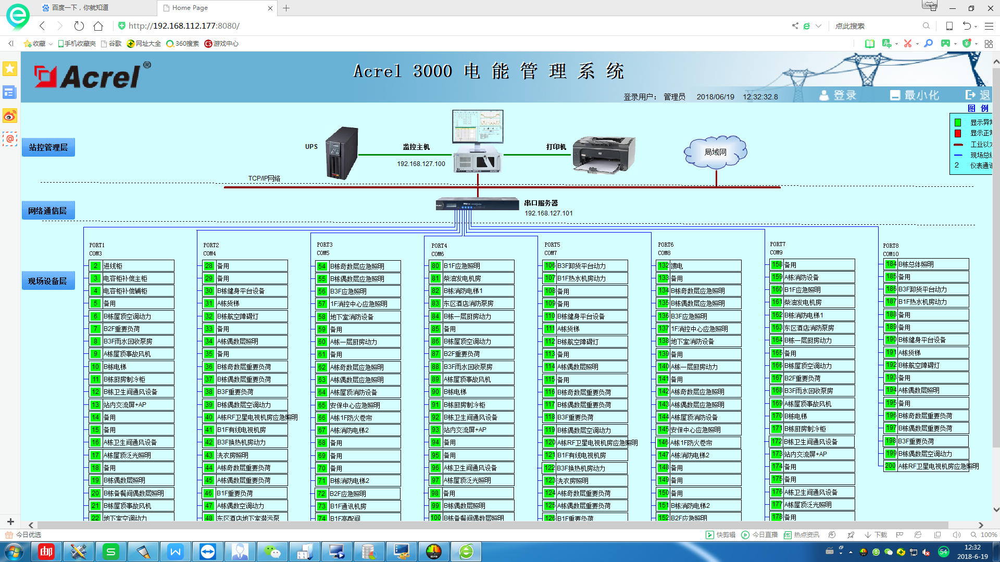 百度一下，你就知道
Home Page
http://192.168.112.177:8080/
点此搜索
收藏
手机收藏夹
谷歌
网址大全
360搜索
游戏中心
Acrel ®
Acrel 3000 电能管理系统
登录用户： 管理员 2018/06/19 12:32:32.8
登录
最小化
退
图 例
显示异常
显示正常
工业以太
现场总线
2 仪表通讯
站控管理层
UPS
监控主机
192.168.127.100
打印机
局域网
TCP/IP网络
网络通信层
串口服务器
192.168.127.101
现场设备层
PORT1
COM3
2 进线柜
3 电容柜补偿主柜
4 电容柜补偿辅柜
5 备用
6 B栋屋顶空调动力
7 B2F重要负荷
8 B3F雨水回收泵房
9 A栋屋顶事故风机
10 B栋电梯
11 B栋厨房制冷柜
12 B栋卫生间通风设备
13 站内交流屏+AP
14 备用
15 备用
16 A栋卫生间通风设备
17 A栋屋顶泛光照明
18 备用
19 B栋偶数层照明
20 B栋备餐间偶数层照明
21 B栋屋顶事故风机
22 地下室空调动力
PORT2
COM4
28 备用
29 备用
30 B栋健身平台设备
31 A栋货梯
32 B栋航空障碍灯
33 备用
34 A栋偶数层照明
35 备用
36 B栋奇数层重要负荷
37 B栋偶数层重要负荷
38 B3F重要负荷
39 B栋偶数层空调动力
40 A栋RF卫星电视机房应急照明
41 B1F有线电视机房
42 B3F换热机房动力
43 洗衣房照明
44 A栋奇数层重要负荷
45 A栋偶数层重要负荷
46 B1F重要负荷
47 A栋偶数空调动力
48 东区酒店地下室潜污泵
PORT3
COM5
54 B栋奇数层应急照明
55 B栋偶数层应急照明
56 B3F应急照明
57 1F消控中心应急照明
58 地下室消防设备
59 备用
60 A栋一层厨房动力
61 备用
62 A栋奇数层应急照明
63 A栋偶数层应急照明
64 A栋屋顶消防设备
65 安保中心应急照明
66 A栋1F防火卷帘
67 A栋消防电梯2
68 备用
69 备用
70 备用
71 B栋消防电梯2
72 B2F应急照明
73 B1F通讯机房
74 B1F高配间
PORT4
COM6
80 B1F应急照明
81 柴油发电机房
82 B栋消防电梯1
83 东区酒店消防泵房
84 B栋一层厨房动力
85 备用
86 B栋屋顶空调动力
87 B2F重要负荷
88 B3F雨水回收泵房
89 A栋屋顶事故风机
90 B栋电梯
91 B栋厨房制冷柜
92 B栋卫生间通风设备
93 站内交流屏+AP
94 备用
95 备用
96 A栋卫生间通风设备
97 A栋屋顶泛光照明
98 备用
99 B栋偶数层照明
100 B栋备餐间偶数层照明
PORT5
COM7
106 B3F卸货平台动力
107 B1F热水机房动力
108 备用
109 备用
110 B栋健身平台设备
111 A栋货梯
112 B栋航空障碍灯
113 备用
114 A栋偶数层照明
115 备用
116 B栋奇数层重要负荷
117 B栋偶数层重要负荷
118 B3F重要负荷
119 B栋偶数层空调动力
120 A栋RF卫星电视机房应急照明
121 B1F有线电视机房
122 B3F换热机房动力
123 洗衣房照明
124 A栋奇数层重要负荷
125 A栋偶数层重要负荷
126 B1F重要负荷
PORT6
COM8
132 馈电
133 备用
134 B栋奇数层应急照明
135 B栋偶数层应急照明
136 B3F应急照明
137 1F消控中心应急照明
138 地下室消防设备
139 备用
140 A栋一层厨房动力
141 备用
142 A栋奇数层应急照明
143 A栋偶数层应急照明
144 A栋屋顶消防设备
145 安保中心应急照明
146 A栋1F防火卷帘
147 A栋消防电梯2
148 备用
149 备用
150 备用
151 B栋消防电梯2
152 B2F应急照明
PORT7
COM9
158 备用
159 A栋消防设备
160 B1F应急照明
161 柴油发电机房
162 B栋消防电梯1
163 东区酒店消防泵房
164 B栋一层厨房动力
165 备用
166 B栋屋顶空调动力
167 B2F重要负荷
168 B3F雨水回收泵房
169 A栋屋顶事故风机
170 B栋电梯
171 B栋厨房制冷柜
172 B栋卫生间通风设备
173 站内交流屏+AP
174 备用
175 备用
176 A栋卫生间通风设备
177 A栋屋顶泛光照明
178 备用
PORT8
COM10
184 B栋总体照明
185 备用
186 B3F卸货平台动力
187 B1F热水机房动力
188 备用
189 备用
190 B栋健身平台设备
191 A栋货梯
192 B栋航空障碍灯
193 备用
194 A栋偶数层照明
195 备用
196 B栋奇数层重要负荷
197 B栋偶数层重要负荷
198 B3F重要负荷
199 B栋偶数层空调动力
200 A栋RF卫星电视机房应急照明
今日优选
快剪辑
今日直播
热点资讯
下载
100%
54
12:32
2018-6-19